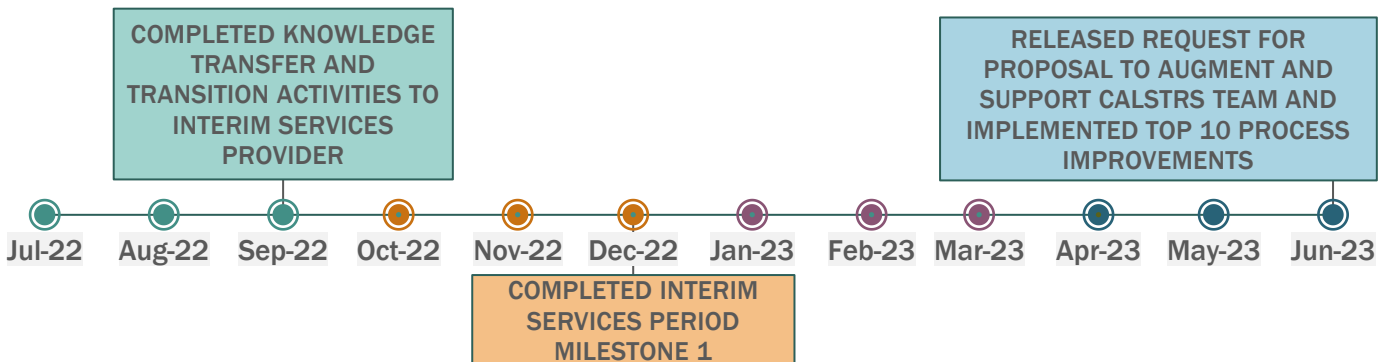 COMPLETED KNOWLEDGE
TRANSFER AND
TRANSITION ACTIVITIES TO
INTERIM SERVICES
PROVIDER
RELEASED REQUEST FOR
PROPOSAL TO AUGMENT AND
SUPPORT CALSTRS TEAM AND
IMPLEMENTED TOP 10 PROCESS
IMPROVEMENTS
Jul-22 Aug-22 Sep-22 Oct-22 Nov-22 Dec-22 Jan-23 Feb-23 Mar-23 Apr-23 May-23 Jun-23
COMPLETED INTERIM
SERVICES PERIOD
MILESTONE 1